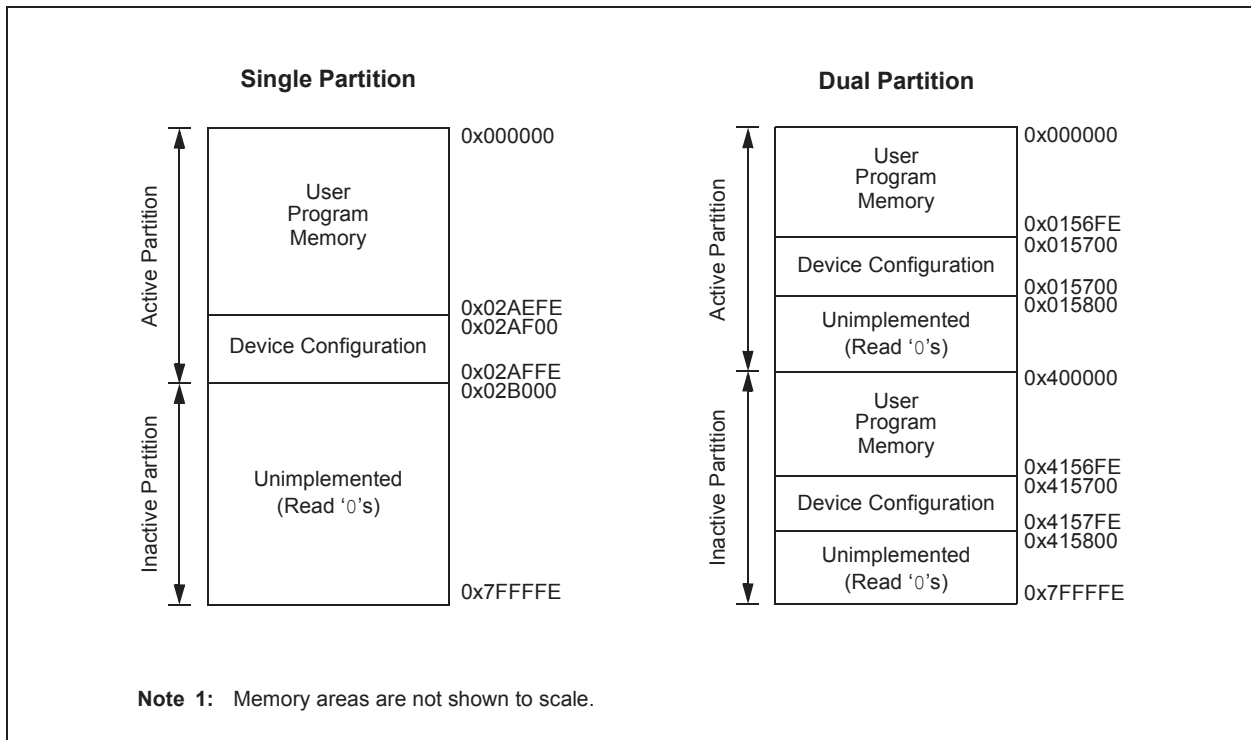 Single Partition
Active Partition
Inactive Partition
0x000000
User
Program
Memory
0x02AEFE
0x02AF00
Device Configuration
0x02AFFE
0x02B000
Unimplemented
(Read ‘0’s)
0x7FFFFE
Dual Partition
Active Partition
Inactive Partition
0x000000
User
Program
Memory
0x0156FE
0x015700
Device Configuration
0x015700
0x015800
Unimplemented
(Read ‘0’s)
0x400000
User
Program
Memory
0x4156FE
0x415700
Device Configuration
0x4157FE
0x415800
Unimplemented
(Read ‘0’s)
0x7FFFFE
Note 1: Memory areas are not shown to scale.